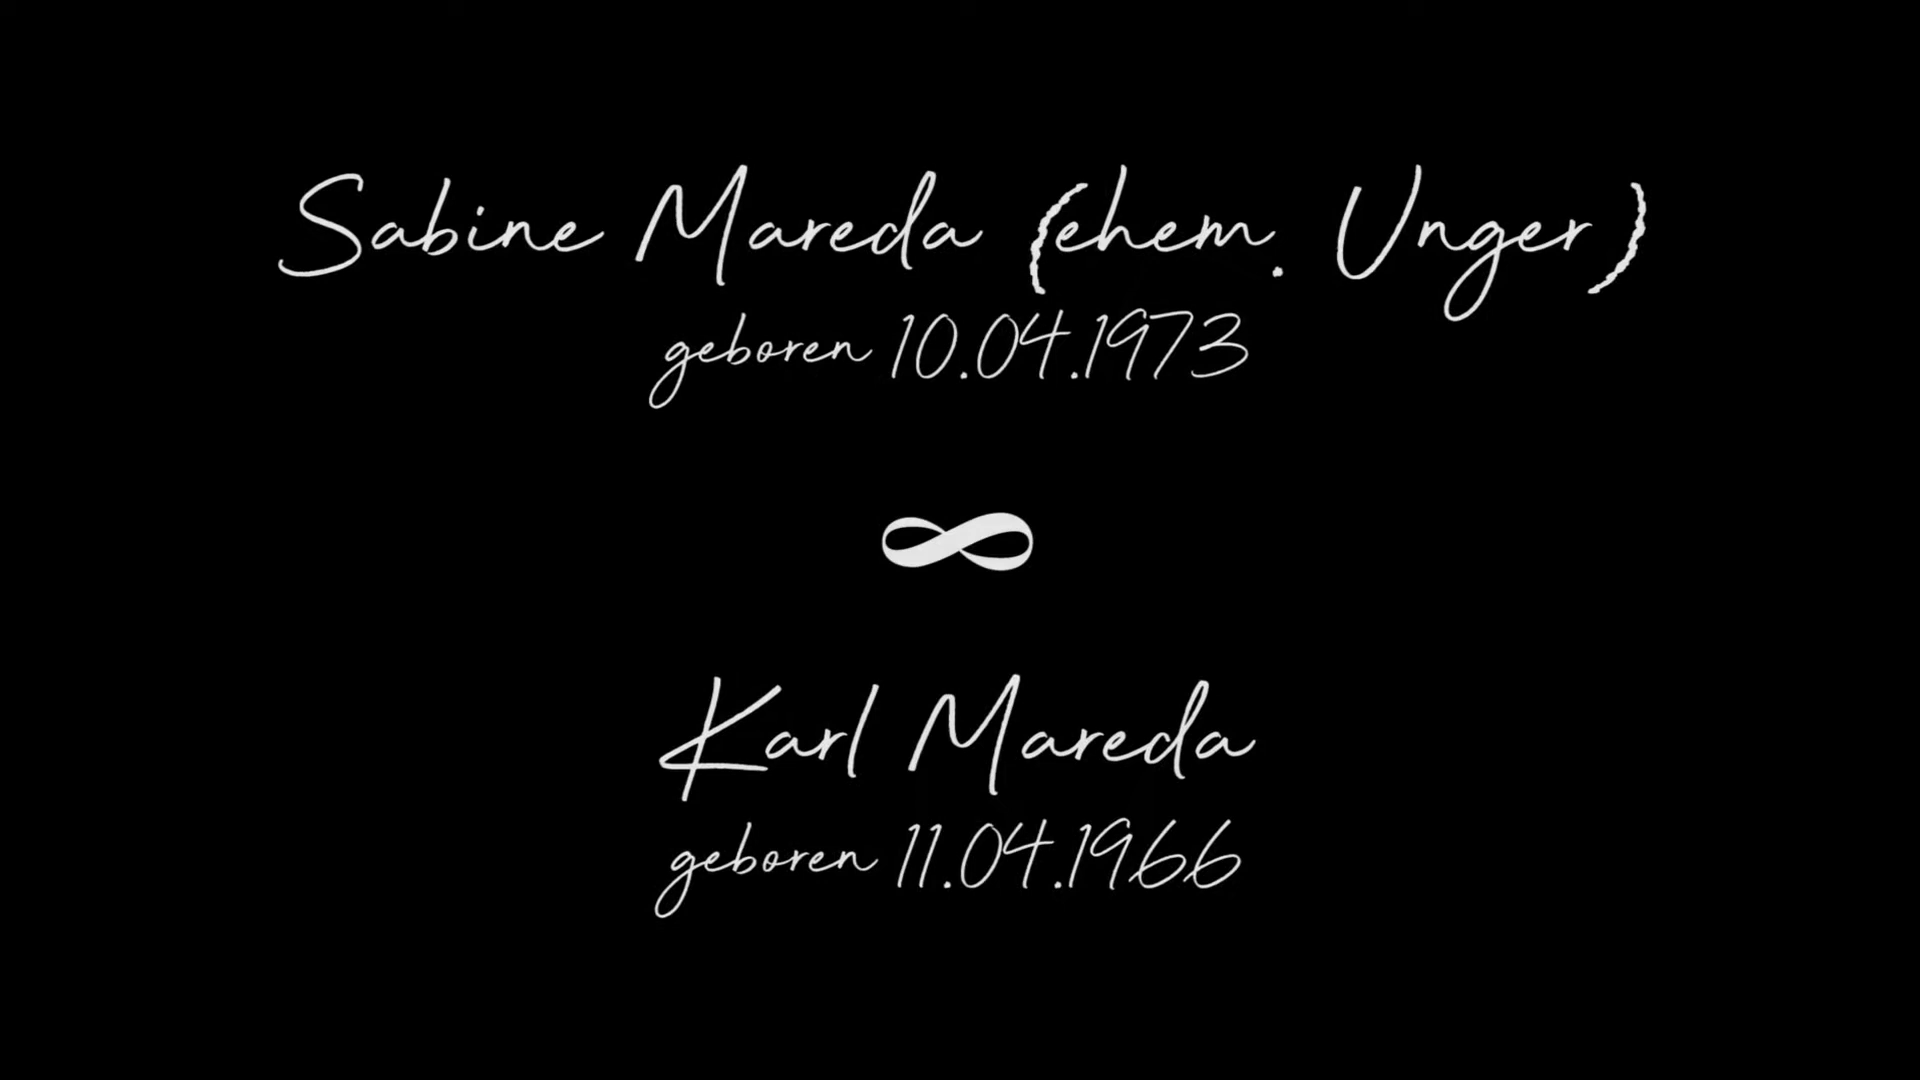 Sabine Mareda (ehem. Unger)
geboren 10.04.1973
∞
Karl Mareda
geboren 11.04.1966